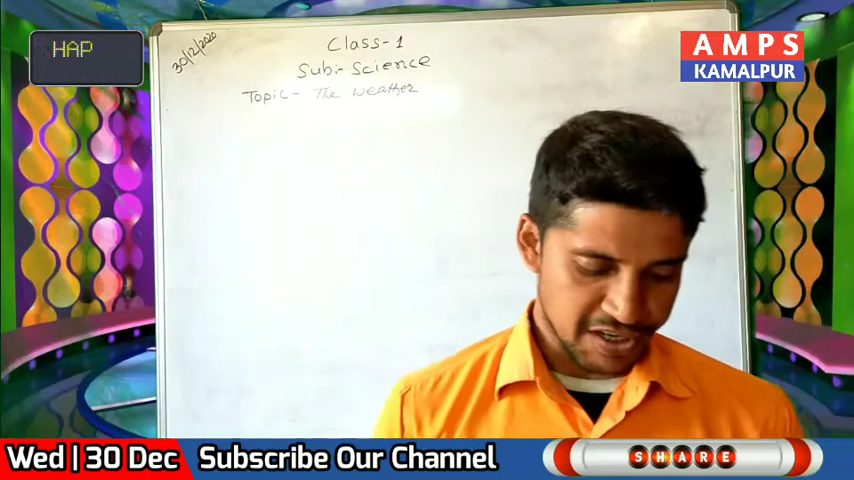 HAP
30/12/2020
Class-1
Sub:- Science
Topic- The weather
AMPS
KAMALPUR
Wed | 30 Dec
Subscribe Our Channel
SHARE